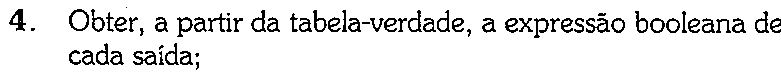 4. Obter, a partir da tabela-verdade, a expressão booleana de
cada saída;